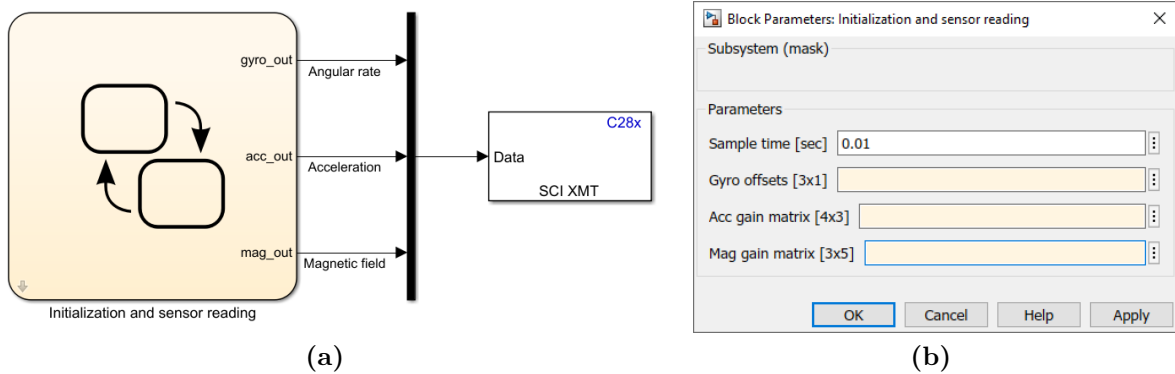 gyro_out
Angular rate
acc_out
Acceleration
mag_out
Magnetic field
Initialization and sensor reading
C28x
Data
SCI XMT
(a)
Block Parameters: Initialization and sensor reading
Subsystem (mask)
Parameters
Sample time [sec] 0.01
Gyro offsets [3x1]
Acc gain matrix [4x3]
Mag gain matrix [3x5]
OK Cancel Help Apply
(b)